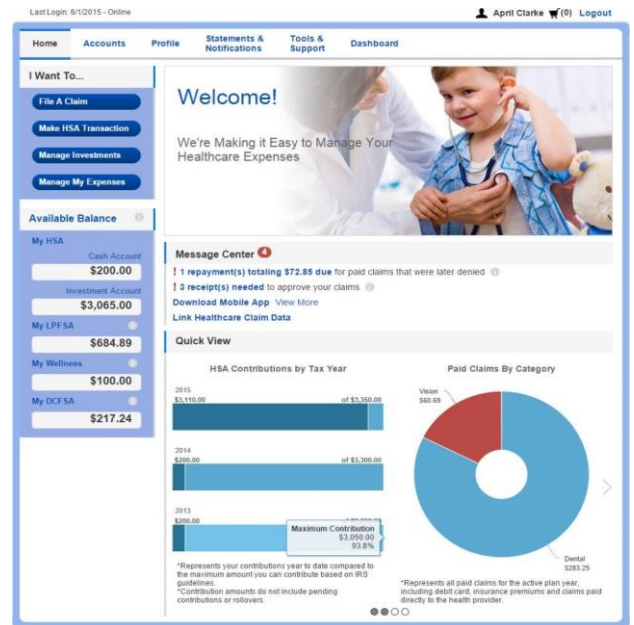 Last Login: 6/1/2015 - Online
April Clarke (0) Logout
Home Accounts Profile Statements & Notifications Tools & Support Dashboard
I Want To...
File A Claim
Make HSA Transaction
Manage Investments
Manage My Expenses
Available Balance
My HSA
Cash Account
$200.00
Investment Account
$3,065.00
My LPFSA
$684.89
My Wellness
$100.00
My DCFSA
$217.24
Welcome!
We're Making it Easy to Manage Your
Healthcare Expenses
Message Center 4
! 1 repayment(s) totaling $72.85 due for paid claims that were later denied
! 3 receipt(s) needed to approve your claims
Download Mobile App View More
Link Healthcare Claim Data
Quick View
HSA Contributions by Tax Year
2015
$3,110.00 of $3,350.00
2014
$200.00 of $3,300.00
2013
$200.00
Maximum Contribution
$3,050.00
93.8%
*Represents your contributions year to date compared to
the maximum amount you can contribute based on IRS
guidelines.
*Contribution amounts do not include pending
contributions or rollovers.
Paid Claims By Category
Vision
$60.69
Dental
$283.25
*Represents all paid claims for the active plan year,
including debit card, insurance premiums and claims paid
directly to the health provider.